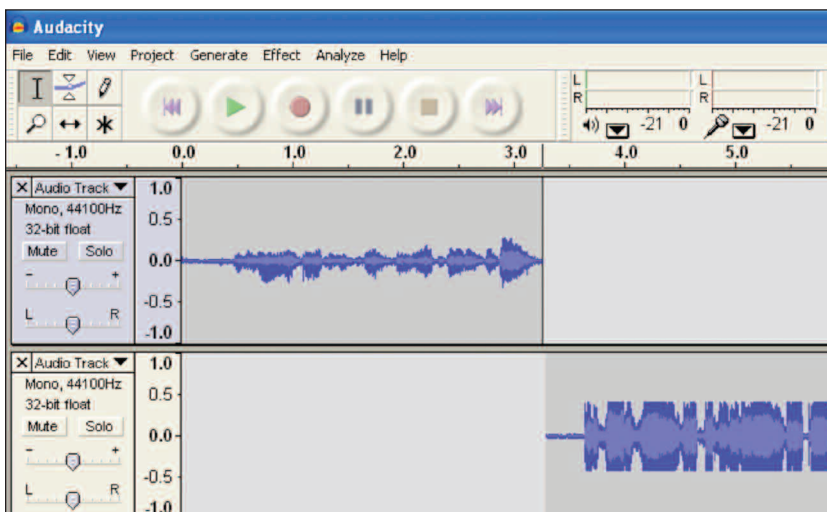 Audacity
File Edit View Project Generate Effect Analyze Help
L L
R R
-21 0 -21 0
- 1.0 0.0 1.0 2.0 3.0 4.0 5.0
X Audio Track 1.0
Mono, 44100Hz
32-bit float 0.5
Mute Solo
- + 0.0
-0.5
L R
-1.0
X Audio Track 1.0
Mono, 44100Hz
32-bit float 0.5
Mute Solo
- + 0.0
-0.5
L R
-1.0